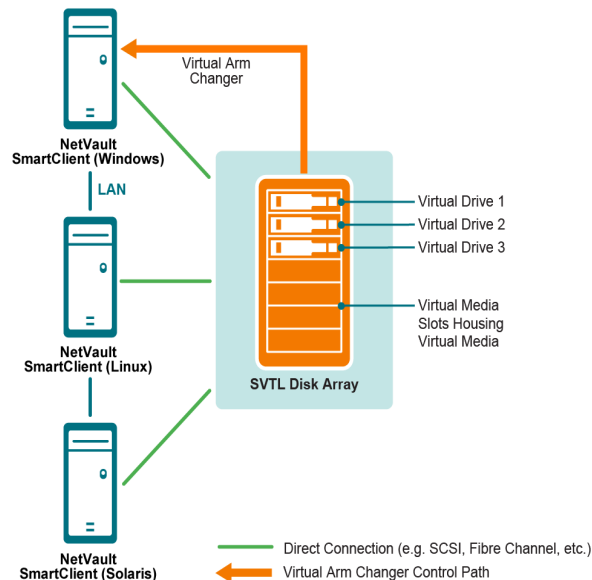 Virtual Arm
Changer
NetVault
SmartClient (Windows)
LAN
Virtual Drive 1
Virtual Drive 2
Virtual Drive 3
Virtual Media
Slots Housing
Virtual Media
NetVault
SmartClient (Linux)
SVTL Disk Array
NetVault
SmartClient (Solaris)
Direct Connection (e.g. SCSI, Fibre Channel, etc.)
Virtual Arm Changer Control Path